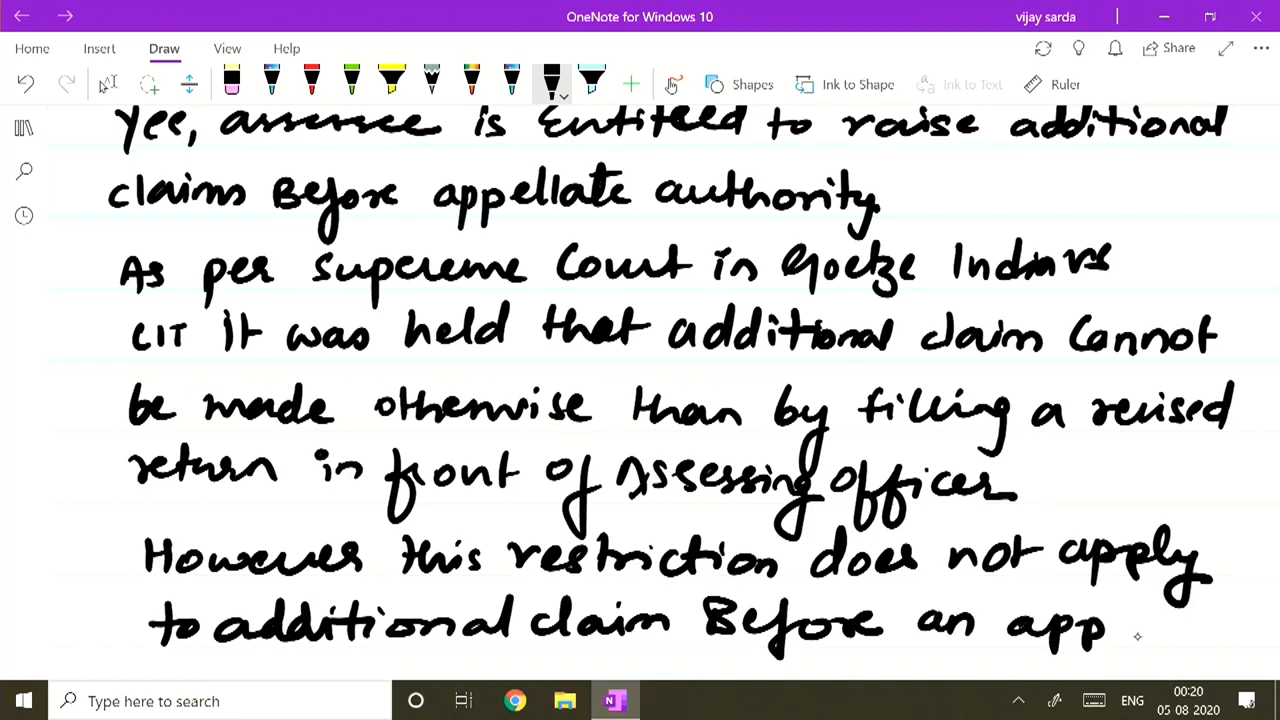 OneNote for Windows 10
vijay sarda
Home Insert Draw View Help
Share
Shapes Ink to Shape Ink to Text Ruler
Yes, assessee is Entitled to raise additional
claims Before appellate authority.
As per Supereme Court in Goetze India vs
CIT it was held that additional claim cannot
be made otherwise than by filling a revised
return in front of Assessing officer
However this restriction does not apply
to additional claim Before an app
Type here to search
ENG
00:20
05-08-2020